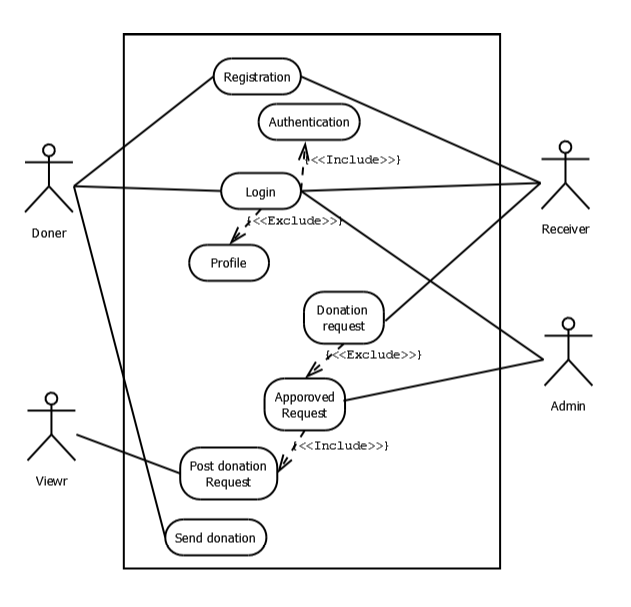 Registration
Authentication
{<<Include>>}
Login
{<<Exclude>>}
Profile
Doner
Receiver
Donation
request
{<<Exclude>>}
Apporoved
Request
{<<Include>>}
Admin
Viewr
Post donation
Request
Send donation